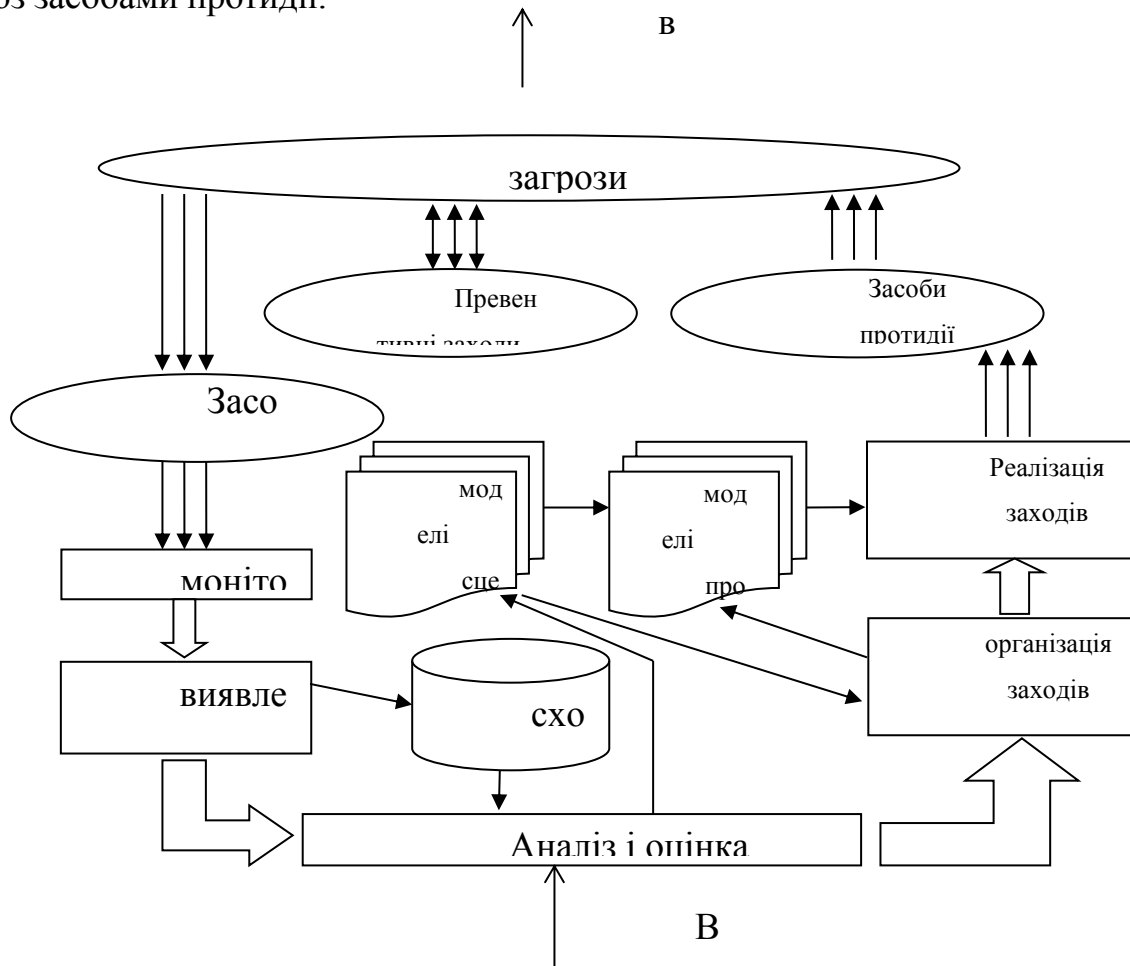 оз засобами протидії.
в
загрози
Превен
тивні заходи
Засоби
протидії
Засо
мод
елі
сце
мод
елі
про
Реалізація
заходів
моніто
організація
заходів
виявле
схо
Аналіз і оцінка
В